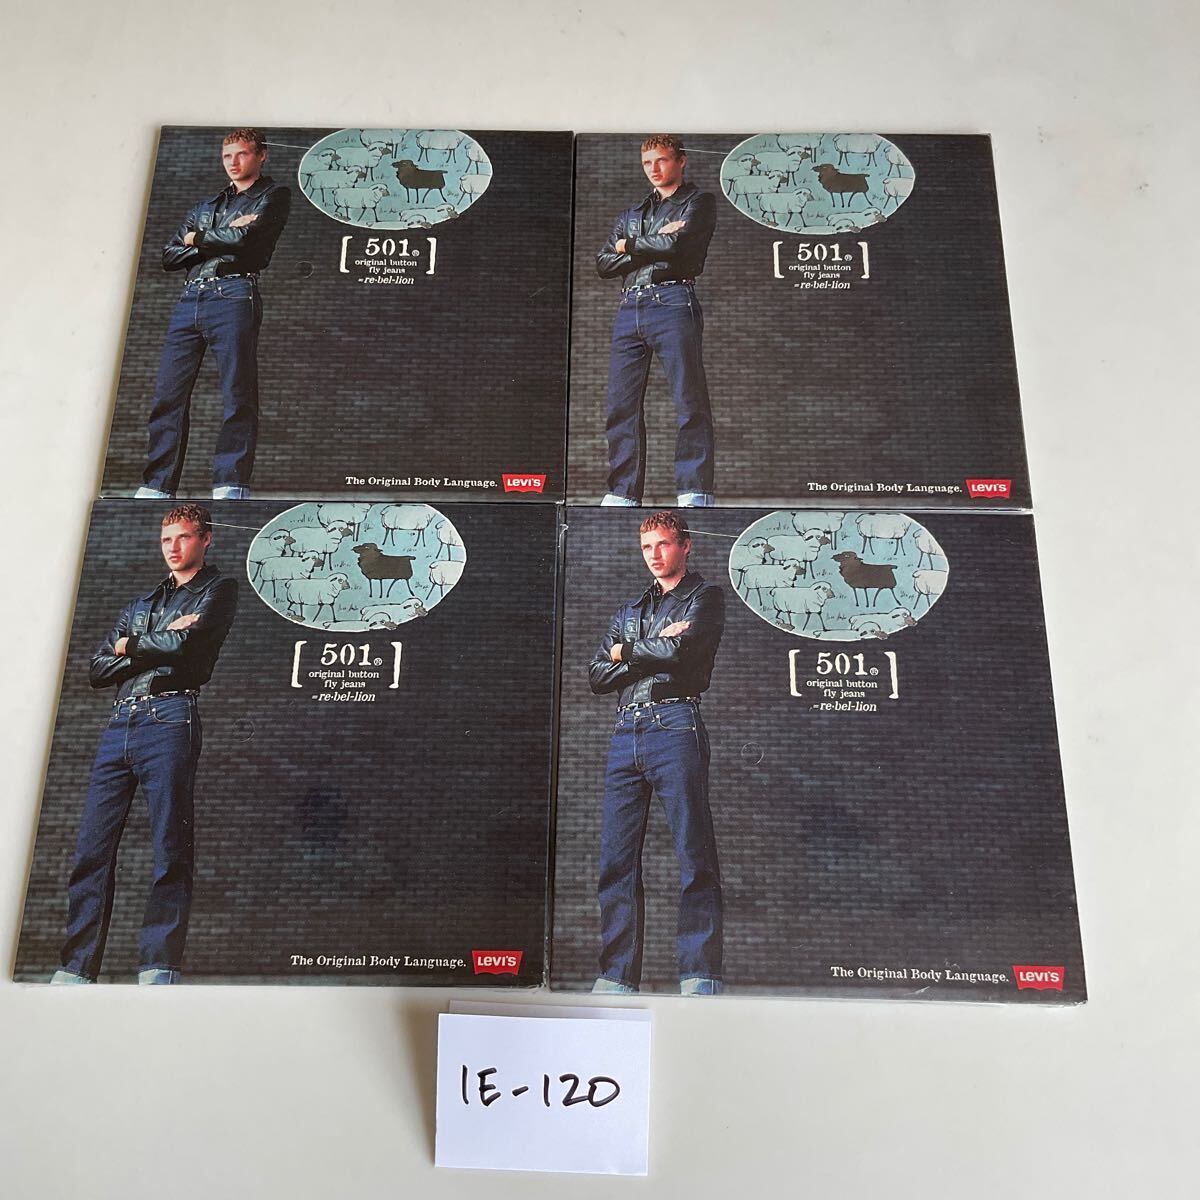 [ 501® ]
original button
fly jeans
=re·bel·lion
The Original Body Language. LEVI'S
[ 501® ]
original button
fly jeans
=re·bel·lion
The Original Body Language. LEVI'S
[ 501® ]
original button
fly jeans
=re·bel·lion
The Original Body Language. LEVI'S
[ 501® ]
original button
fly jeans
=re·bel·lion
The Original Body Language. LEVI'S
1E-120